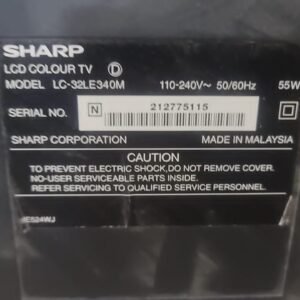 SHARP
LCD COLOUR TV D
MODEL LC-32LE340M 110-240V~ 50/60Hz 55W
SERIAL NO. N 212775115
SHARP CORPORATION MADE IN MALAYSIA
CAUTION
TO PREVENT ELECTRIC SHOCK,DO NOT REMOVE COVER.
NO-USER SERVICEABLE PARTS INSIDE.
REFER SERVICING TO QUALIFIED SERVICE PERSONNEL.